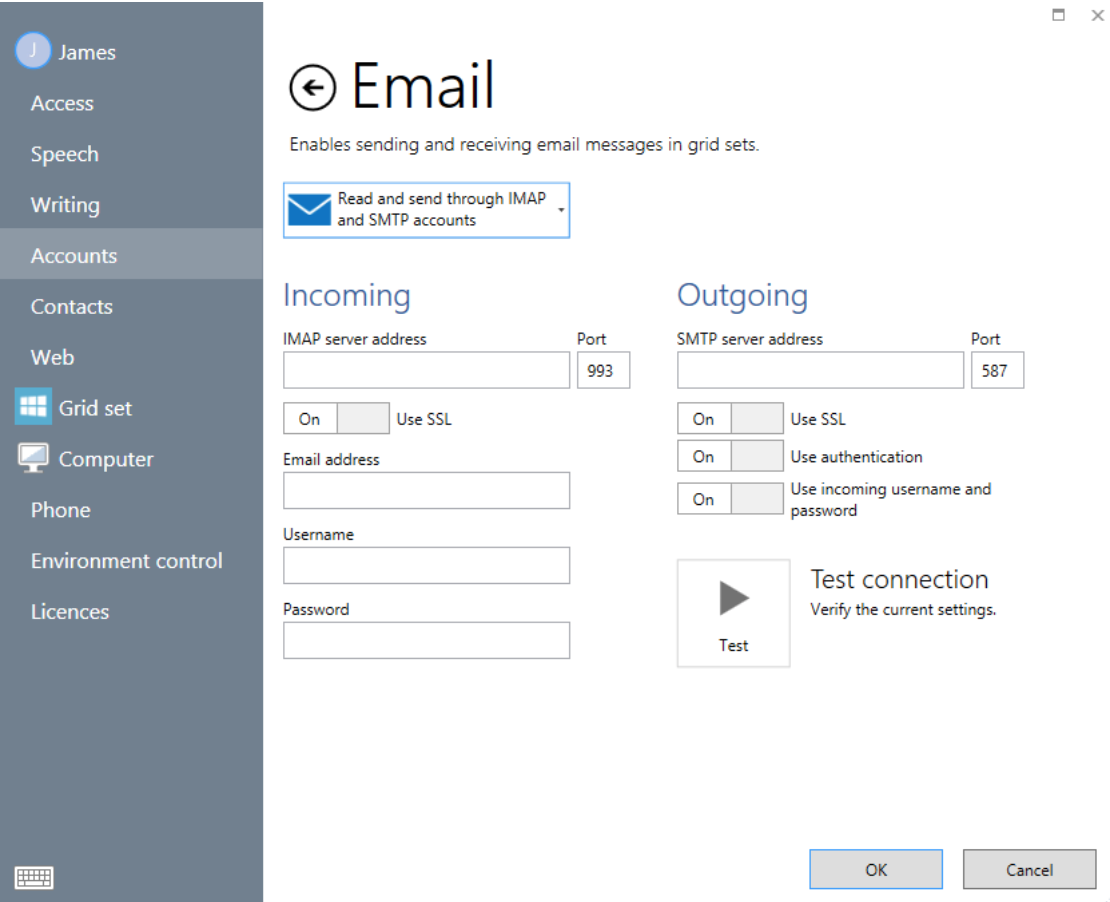 J James
Access
Speech
Writing
Accounts
Contacts
Web
Grid set
Computer
Phone
Environment control
Licences
Email
Enables sending and receiving email messages in grid sets.
Read and send through IMAP
and SMTP accounts
Incoming
IMAP server address Port
993
On Use SSL
Email address
Username
Password
Outgoing
SMTP server address Port
587
On Use SSL
On Use authentication
On Use incoming username and
password
Test connection
Verify the current settings.
Test
OK Cancel